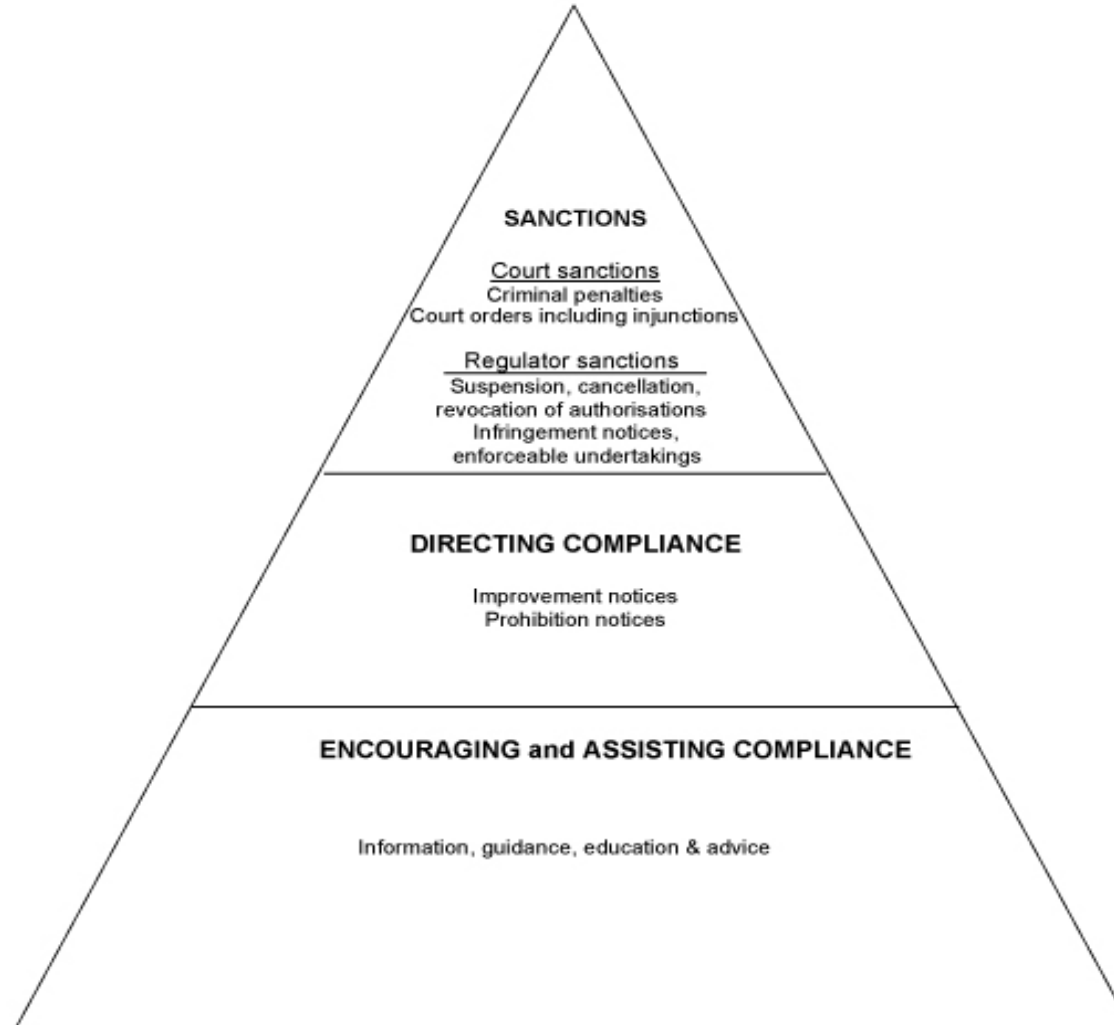 SANCTIONS
Court sanctions
Criminal penalties
Court orders including injunctions
Regulator sanctions
Suspension, cancellation,
revocation of authorisations
Infringement notices,
enforceable undertakings
DIRECTING COMPLIANCE
Improvement notices
Prohibition notices
ENCOURAGING and ASSISTING COMPLIANCE
Information, guidance, education & advice